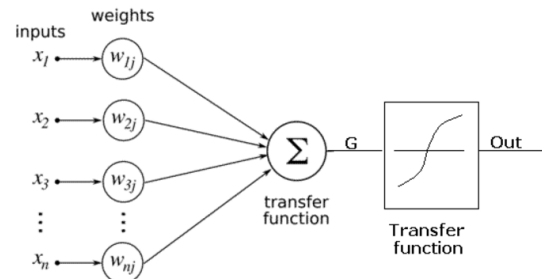 weights
inputs
x1
w1j
x2
w2j
x3
w3j
⋮ ⋮
xn
wnj
Σ
transfer
function
G
Out
Transfer
function